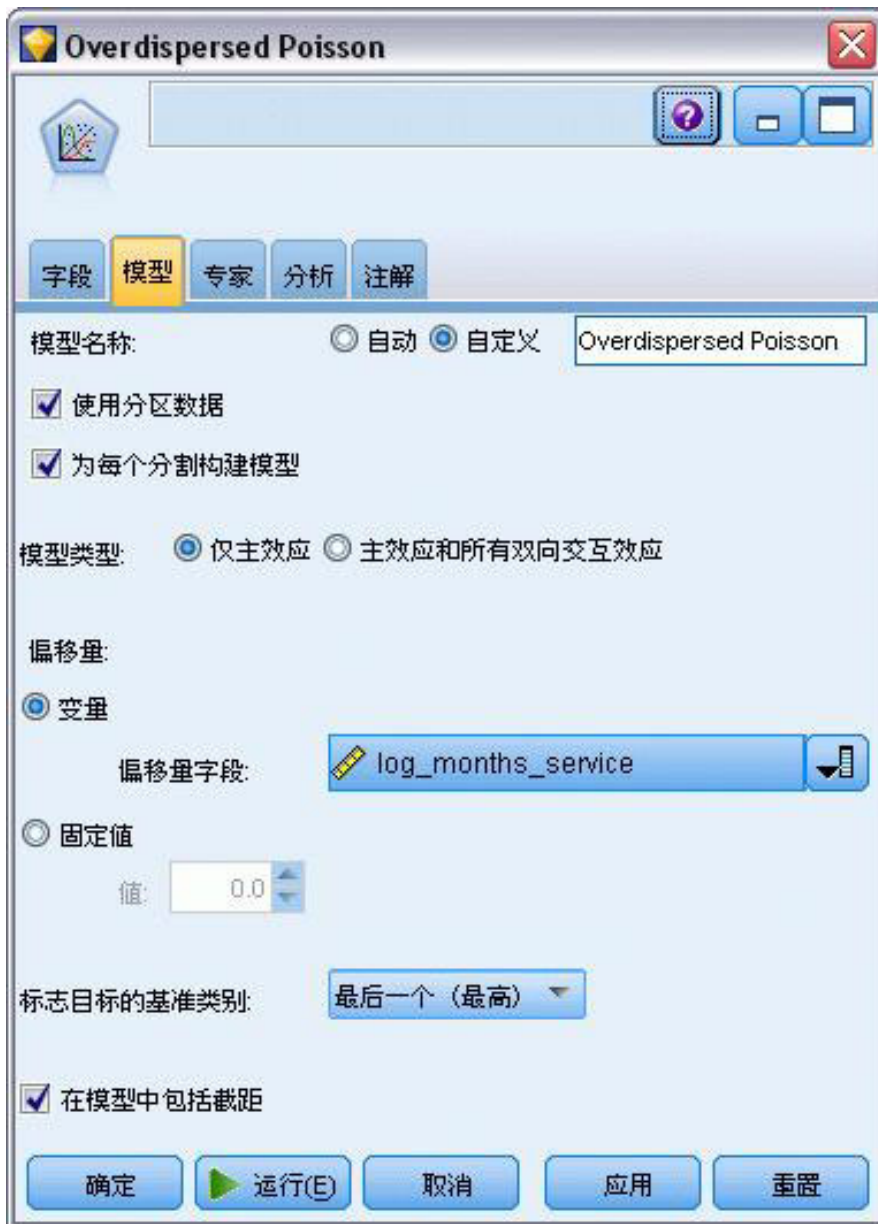 Overdispersed Poisson
字段 模型 专家 分析 注解
模型名称: 自动 自定义 Overdispersed Poisson
使用分区数据
为每个分割构建模型
模型类型: 仅主效应 主效应和所有双向交互效应
偏移量:
变量
偏移量字段: log_months_service
固定值
值: 0.0
标志目标的基准类别: 最后一个（最高）
在模型中包括截距
确定 运行(E) 取消 应用 重置